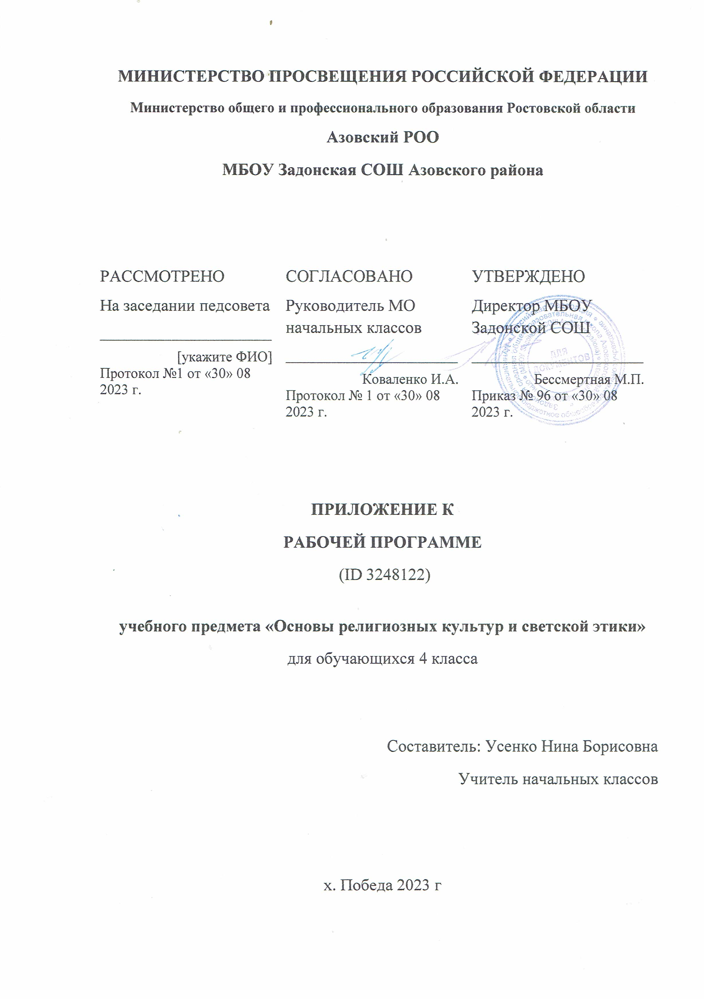 МИНИСТЕРСТВО ПРОСВЕЩЕНИЯ РОССИЙСКОЙ ФЕДЕРАЦИИ
Министерство общего и профессионального образования Ростовской области
Азовский РОО
МБОУ Задонская СОШ Азовского района
РАССМОТРЕНО
На заседании педсовета
[укажите ФИО]
Протокол №1 от «30» 08
2023 г.
СОГЛАСОВАНО
Руководитель МО
начальных классов
Коваленко И.А.
Протокол № 1 от «30» 08
2023 г.
УТВЕРЖДЕНО
Директор МБОУ
Задонской СОШ
Бессмертная М.П.
Приказ № 96 от «30» 08
2023 г.
ДЛЯ
ДОКУМЕНТОВ
ПРИЛОЖЕНИЕ К
РАБОЧЕЙ ПРОГРАММЕ
(ID 3248122)
учебного предмета «Основы религиозных культур и светской этики»
для обучающихся 4 класса
Составитель: Усенко Нина Борисовна
Учитель начальных классов
х. Победа 2023 г